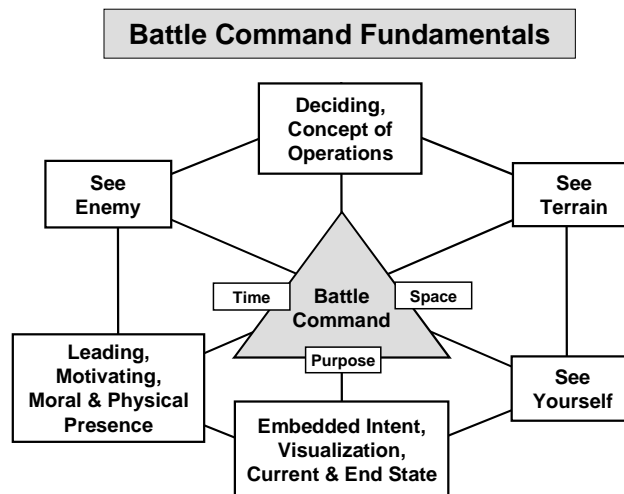 Battle Command Fundamentals
Deciding,
Concept of
Operations
See
Enemy
See
Terrain
Time
Battle
Command
Space
Purpose
Leading,
Motivating,
Moral & Physical
Presence
Embedded Intent,
Visualization,
Current & End State
See
Yourself